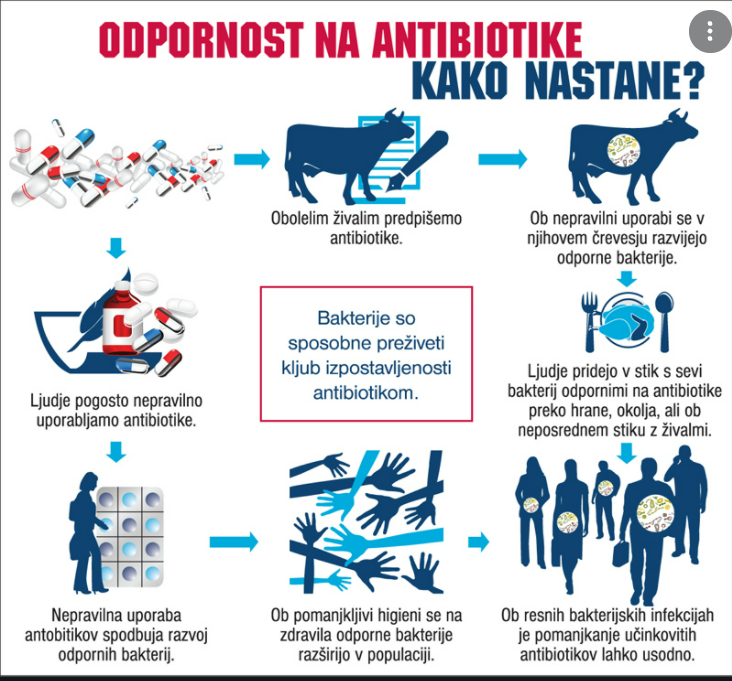 ODPORNOST NA ANTIBIOTIKE
KAKO NASTANE?
Obolelim živalim predpišemo
antibiotike.
Ob nepravilni uporabi se v
njihovem črevesju razvijejo
odporne bakterije.
Ljudje pogosto nepravilno
uporabljamo antibiotike.
Bakterije so
sposobne preživeti
kljub izpostavljenosti
antibiotikom.
Ljudje pridejo v stik s sevi
bakterij odpornimi na antibiotike
preko hrane, okolja, ali ob
neposrednem stiku z živalmi.
Nepravilna uporaba
antobitikov spodbuja razvoj
odpornih bakterij.
Ob pomanjkljivi higieni se na
zdravila odporne bakterije
razširijo v populaciji.
Ob resnih bakterijskih infekcijah
je pomanjkanje učinkovitih
antibiotikov lahko usodno.